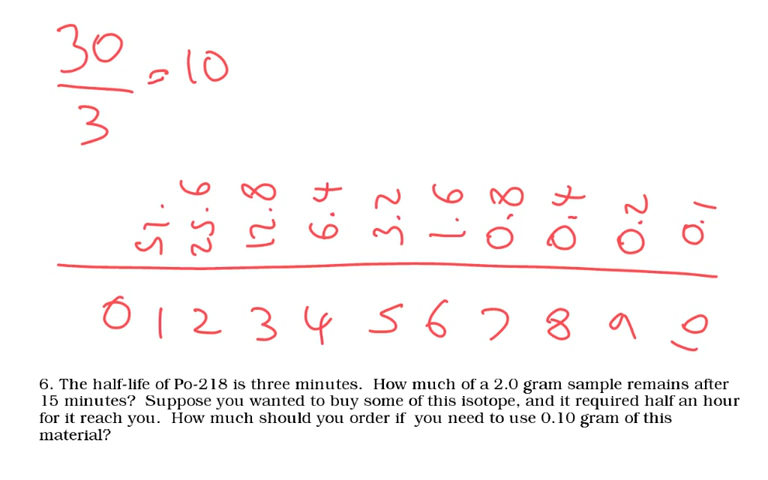 30
3
= 10
51. 25.6 12.8 6.4 3.2 1.6 0.8 0.4 0.2 0.1
0 1 2 3 4 5 6 7 8 9 10
6. The half-life of Po-218 is three minutes. How much of a 2.0 gram sample remains after
15 minutes? Suppose you wanted to buy some of this isotope, and it required half an hour
for it reach you. How much should you order if you need to use 0.10 gram of this
material?